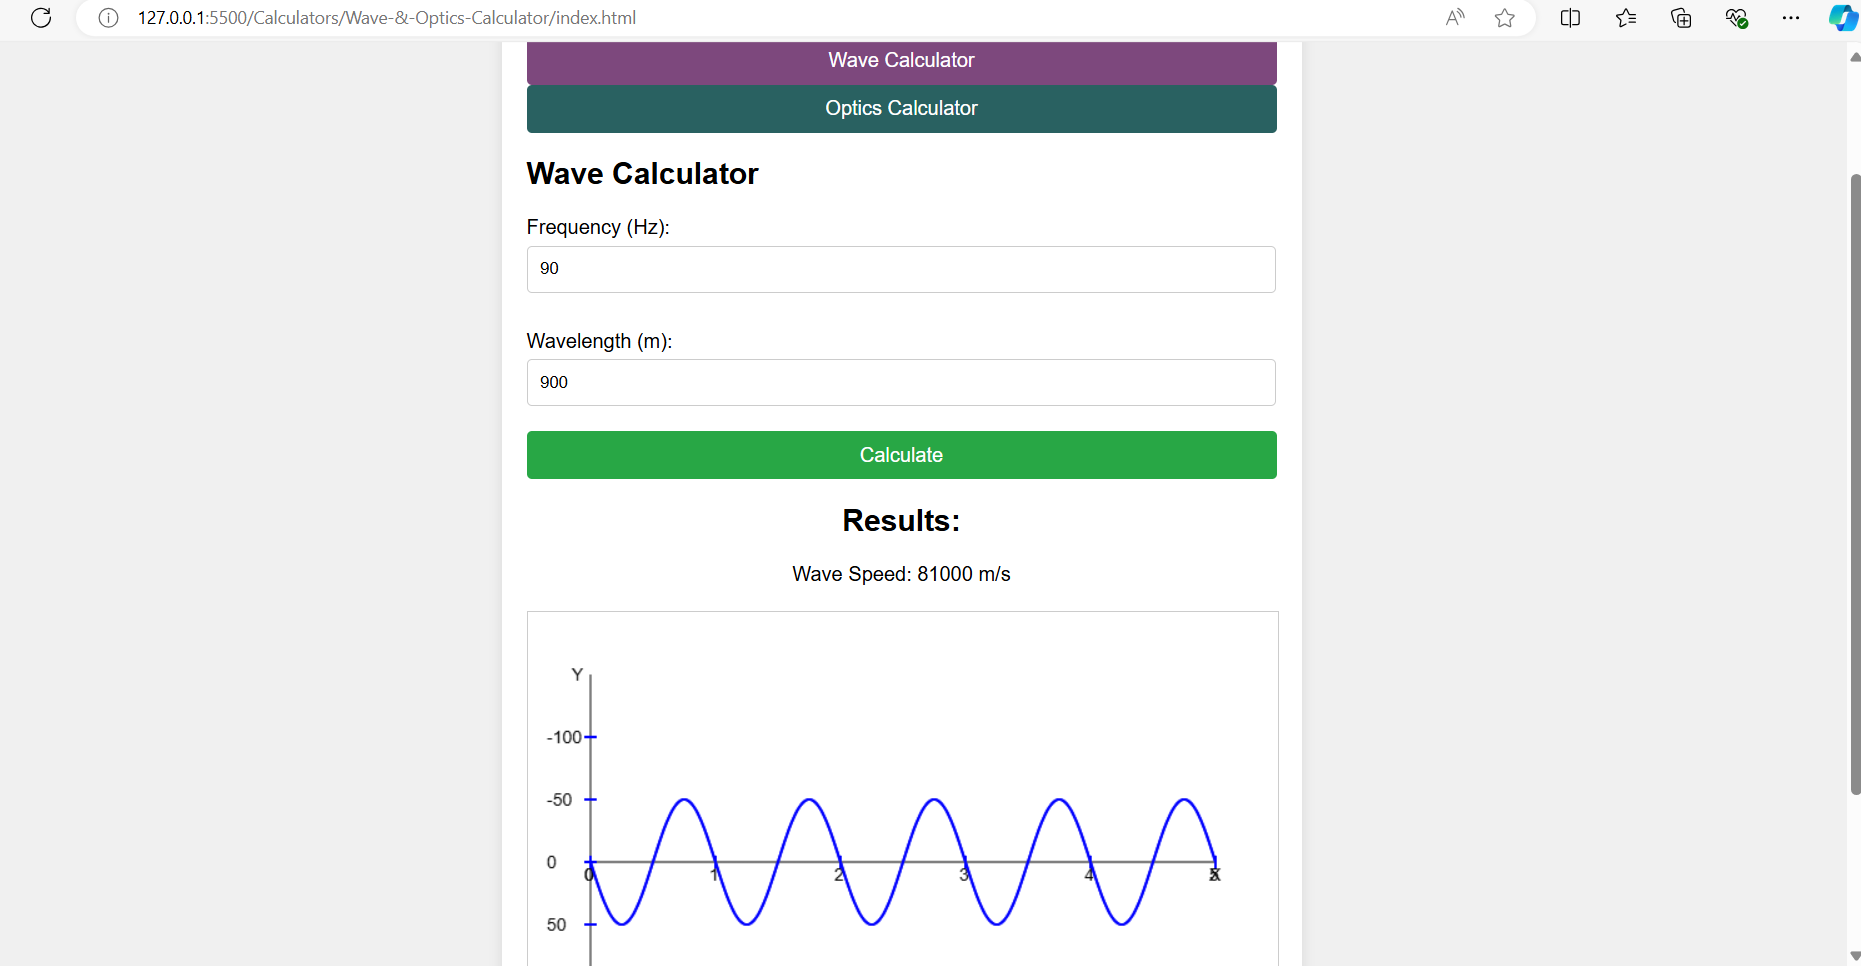 127.0.0.1:5500/Calculators/Wave-&-Optics-Calculator/index.html
Wave Calculator
Optics Calculator
Wave Calculator
Frequency (Hz):
90
Wavelength (m):
900
Calculate
Results:
Wave Speed: 81000 m/s
Y
-100
-50
0
0 1 2 3 4 5 X
50